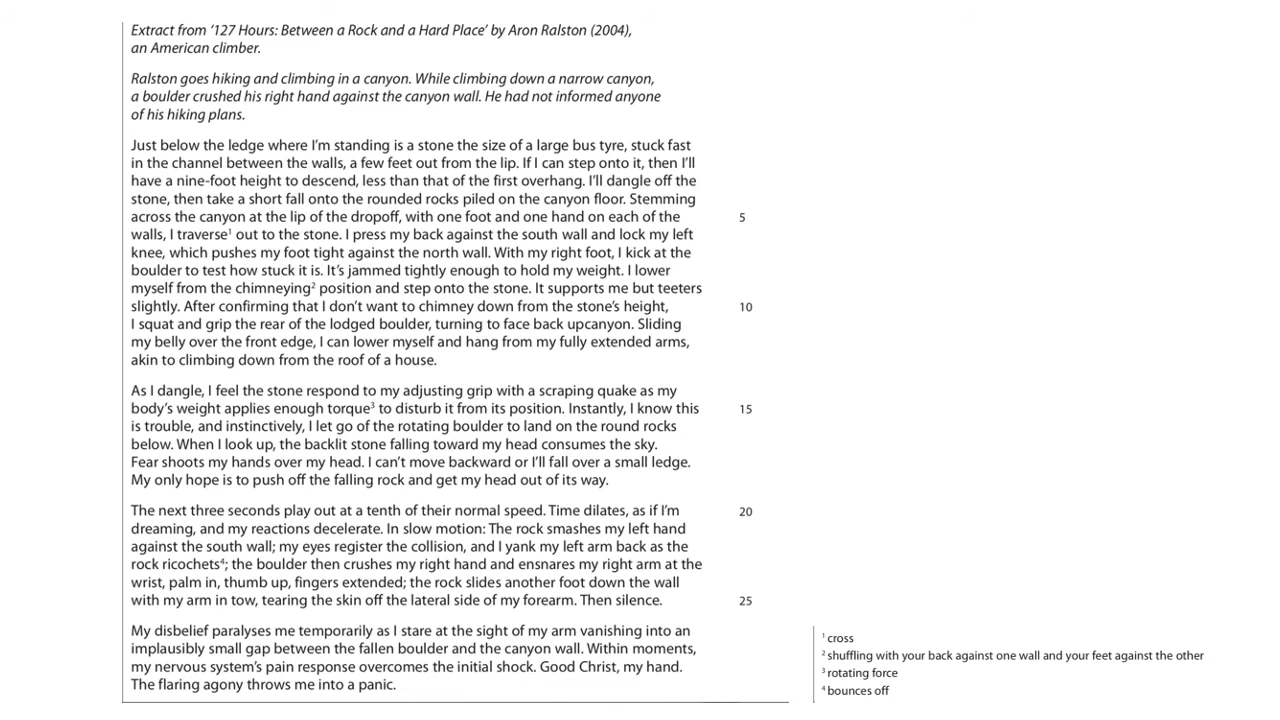 Extract from ‘127 Hours: Between a Rock and a Hard Place’ by Aron Ralston (2004),
an American climber.
Ralston goes hiking and climbing in a canyon. While climbing down a narrow canyon,
a boulder crushed his right hand against the canyon wall. He had not informed anyone
of his hiking plans.
Just below the ledge where I’m standing is a stone the size of a large bus tyre, stuck fast
in the channel between the walls, a few feet out from the lip. If I can step onto it, then I’ll
have a nine-foot height to descend, less than that of the first overhang. I’ll dangle off the
stone, then take a short fall onto the rounded rocks piled on the canyon floor. Stemming
across the canyon at the lip of the dropoff, with one foot and one hand on each of the 5
walls, I traverse¹ out to the stone. I press my back against the south wall and lock my left
knee, which pushes my foot tight against the north wall. With my right foot, I kick at the
boulder to test how stuck it is. It’s jammed tightly enough to hold my weight. I lower
myself from the chimneying² position and step onto the stone. It supports me but teeters
slightly. After confirming that I don’t want to chimney down from the stone’s height, 10
I squat and grip the rear of the lodged boulder, turning to face back upcanyon. Sliding
my belly over the front edge, I can lower myself and hang from my fully extended arms,
akin to climbing down from the roof of a house.
As I dangle, I feel the stone respond to my adjusting grip with a scraping quake as my
body’s weight applies enough torque³ to disturb it from its position. Instantly, I know this 15
is trouble, and instinctively, I let go of the rotating boulder to land on the round rocks
below. When I look up, the backlit stone falling toward my head consumes the sky.
Fear shoots my hands over my head. I can’t move backward or I’ll fall over a small ledge.
My only hope is to push off the falling rock and get my head out of its way.
The next three seconds play out at a tenth of their normal speed. Time dilates, as if I’m 20
dreaming, and my reactions decelerate. In slow motion: The rock smashes my left hand
against the south wall; my eyes register the collision, and I yank my left arm back as the
rock ricochets⁴; the boulder then crushes my right hand and ensnares my right arm at the
wrist, palm in, thumb up, fingers extended; the rock slides another foot down the wall
with my arm in tow, tearing the skin off the lateral side of my forearm. Then silence. 25
My disbelief paralyses me temporarily as I stare at the sight of my arm vanishing into an
implausibly small gap between the fallen boulder and the canyon wall. Within moments,
my nervous system’s pain response overcomes the initial shock. Good Christ, my hand.
The flaring agony throws me into a panic.
¹ cross
² shuffling with your back against one wall and your feet against the other
³ rotating force
⁴ bounces off